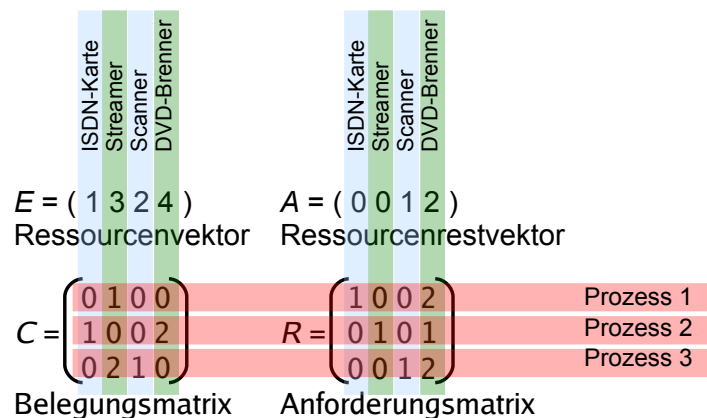 ISDN-Karte Streamer Scanner DVD-Brenner ISDN-Karte Streamer Scanner DVD-Brenner
E = ( 1 3 2 4 ) A = ( 0 0 1 2 )
Ressourcenvektor Ressourcenrestvektor
0 1 0 0 1 0 0 2 Prozess 1
C = 1 0 0 2 R = 0 1 0 1 Prozess 2
0 2 1 0 0 0 1 2 Prozess 3
Belegungsmatrix Anforderungsmatrix